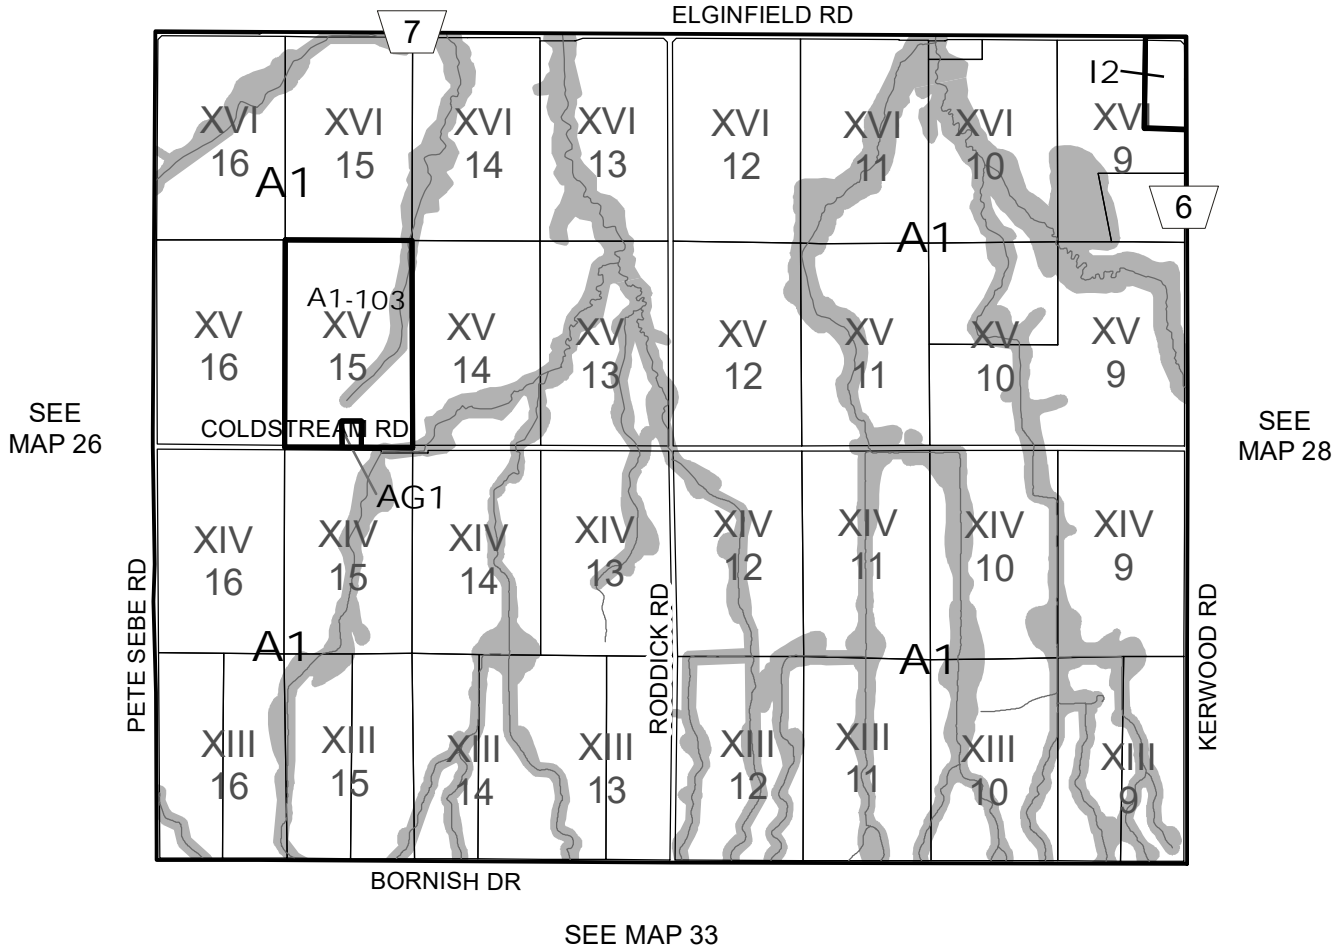 ELGINFIELD RD
7
I2
XVI
16
XVI
15
XVI
14
XVI
13
XVI
12
XVI
11
XVI
10
XVI
9
A1
A1
6
A1-103
XV
16
XV
15
XV
14
XV
13
XV
12
XV
11
XV
10
XV
9
SEE
MAP 26
SEE
MAP 28
COLDSTREAM RD
AG1
XIV
16
XIV
15
XIV
14
XIV
13
XIV
12
XIV
11
XIV
10
XIV
9
PETE SEBE RD
RODDICK RD
KERWOOD RD
A1
A1
XIII
16
XIII
15
XIII
14
XIII
13
XIII
12
XIII
11
XIII
10
XIII
9
BORNISH DR
SEE MAP 33